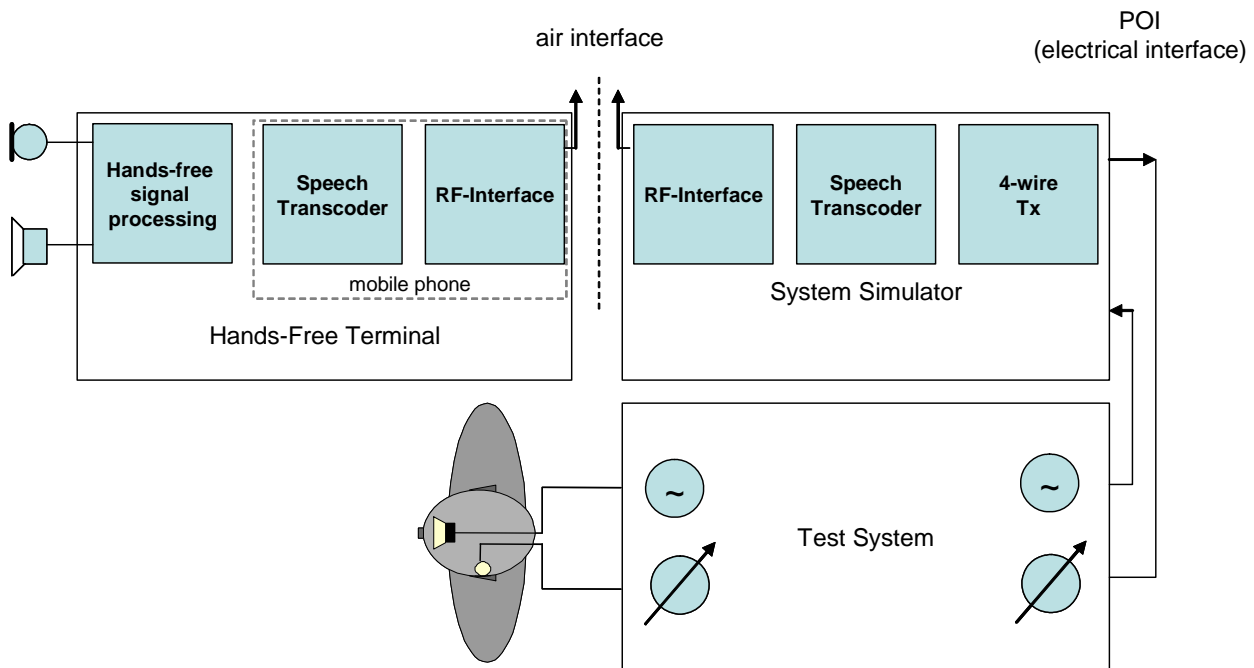 POI
(electrical interface)
air interface
Hands-free
signal
processing
Speech
Transcoder
RF-Interface
mobile phone
Hands-Free Terminal
RF-Interface
Speech
Transcoder
4-wire
Tx
System Simulator
~
~
Test System